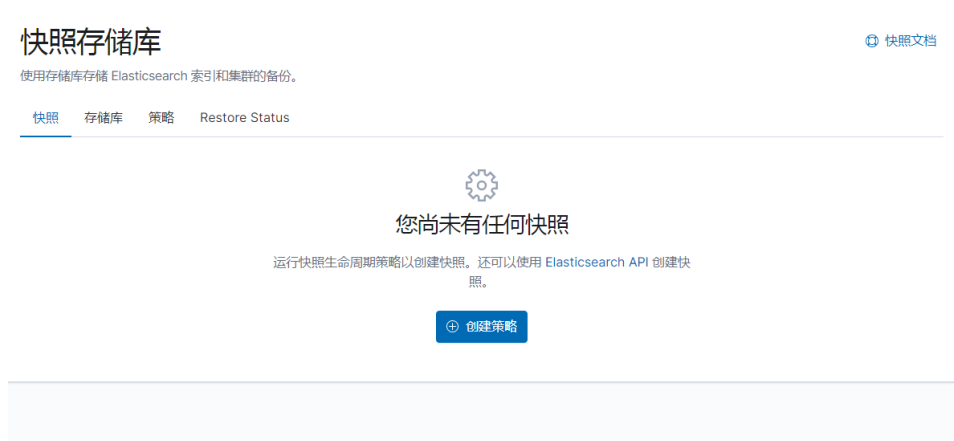 快照存储库
快照文档
使用存储库存储 Elasticsearch 索引和集群的备份。
快照 存储库 策略 Restore Status
您尚未有任何快照
运行快照生命周期策略以创建快照。还可以使用 Elasticsearch API 创建快
照。
创建策略